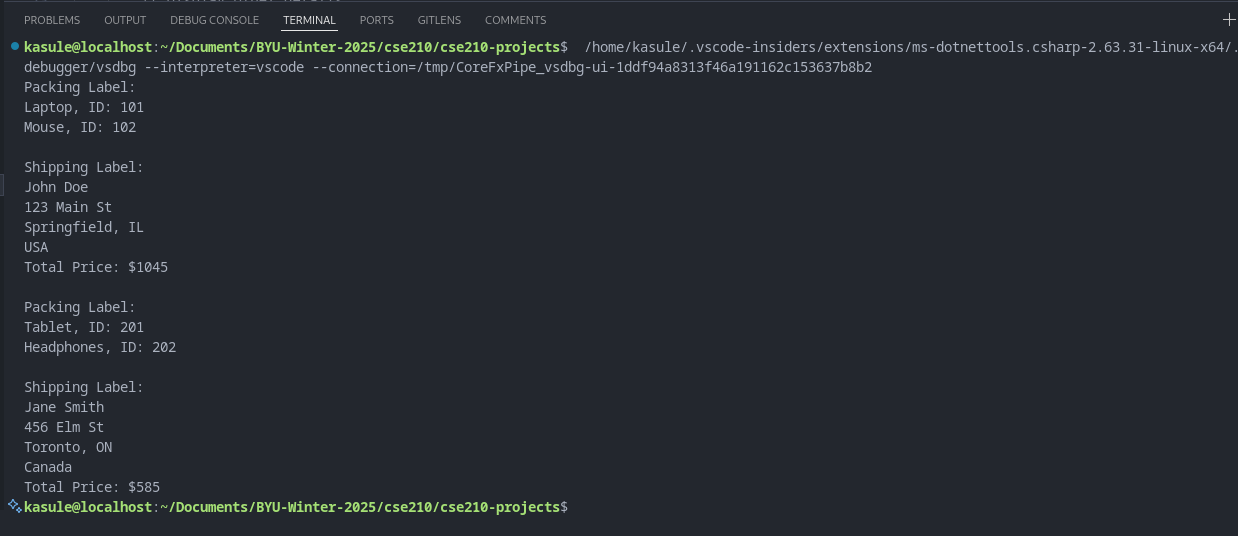 PROBLEMS OUTPUT DEBUG CONSOLE TERMINAL PORTS GITLENS COMMENTS
kasule@localhost:~/Documents/BYU-Winter-2025/cse210/cse210-projects$ /home/kasule/.vscode-insiders/extensions/ms-dotnettools.csharp-2.63.31-linux-x64/.
debugger/vsdbg --interpreter=vscode --connection=/tmp/CoreFxPipe_vsdbg-ui-1ddf94a8313f46a191162c153637b8b2
Packing Label:
Laptop, ID: 101
Mouse, ID: 102
Shipping Label:
John Doe
123 Main St
Springfield, IL
USA
Total Price: $1045
Packing Label:
Tablet, ID: 201
Headphones, ID: 202
Shipping Label:
Jane Smith
456 Elm St
Toronto, ON
Canada
Total Price: $585
kasule@localhost:~/Documents/BYU-Winter-2025/cse210/cse210-projects$